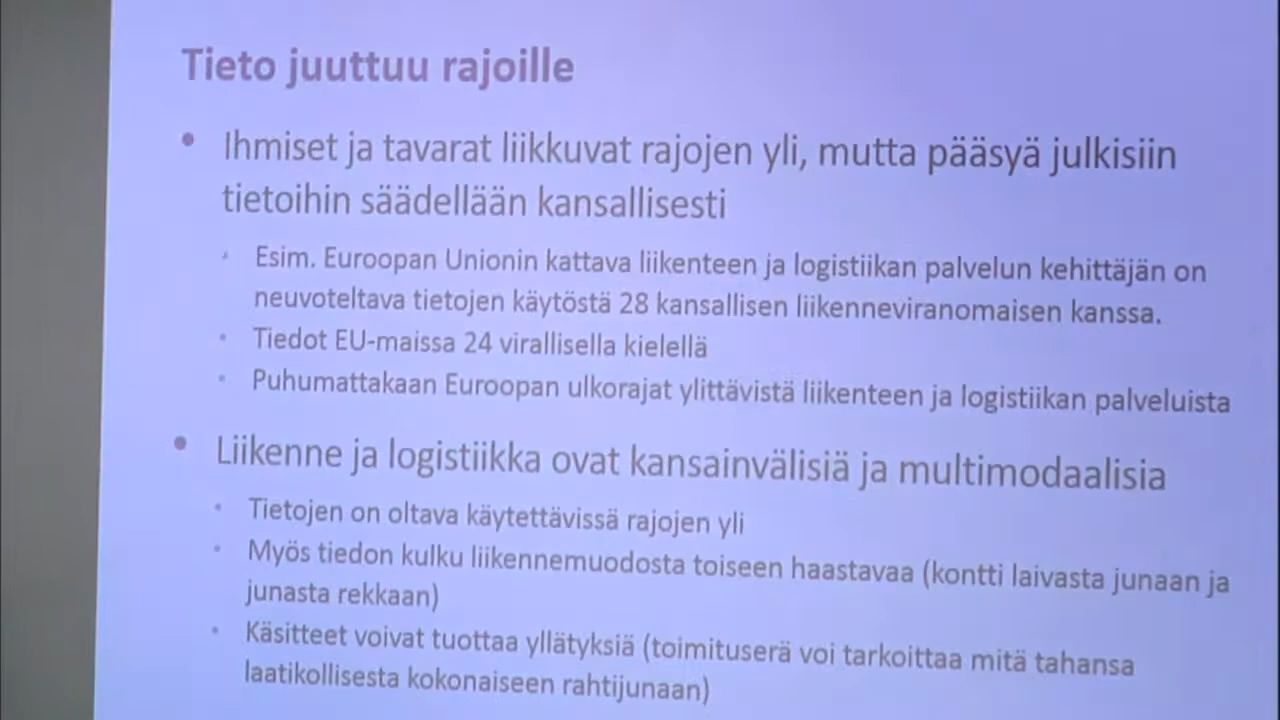 Tieto juuttuu rajoille
• Ihmiset ja tavarat liikkuvat rajojen yli, mutta pääsyä julkisiin
tietoihin säädellään kansallisesti
• Esim. Euroopan Unionin kattava liikenteen ja logistiikan palvelun kehittäjän on
neuvoteltava tietojen käytöstä 28 kansallisen liikenneviranomaisen kanssa.
• Tiedot EU-maissa 24 virallisella kielellä
• Puhumattakaan Euroopan ulkorajat ylittävistä liikenteen ja logistiikan palveluista
• Liikenne ja logistiikka ovat kansainvälisiä ja multimodaalisia
• Tietojen on oltava käytettävissä rajojen yli
• Myös tiedon kulku liikennemuodosta toiseen haastavaa (kontti laivasta junaan ja
junasta rekkaan)
• Käsitteet voivat tuottaa yllätyksiä (toimituserä voi tarkoittaa mitä tahansa
laatikollisesta kokonaiseen rahtijunaan)